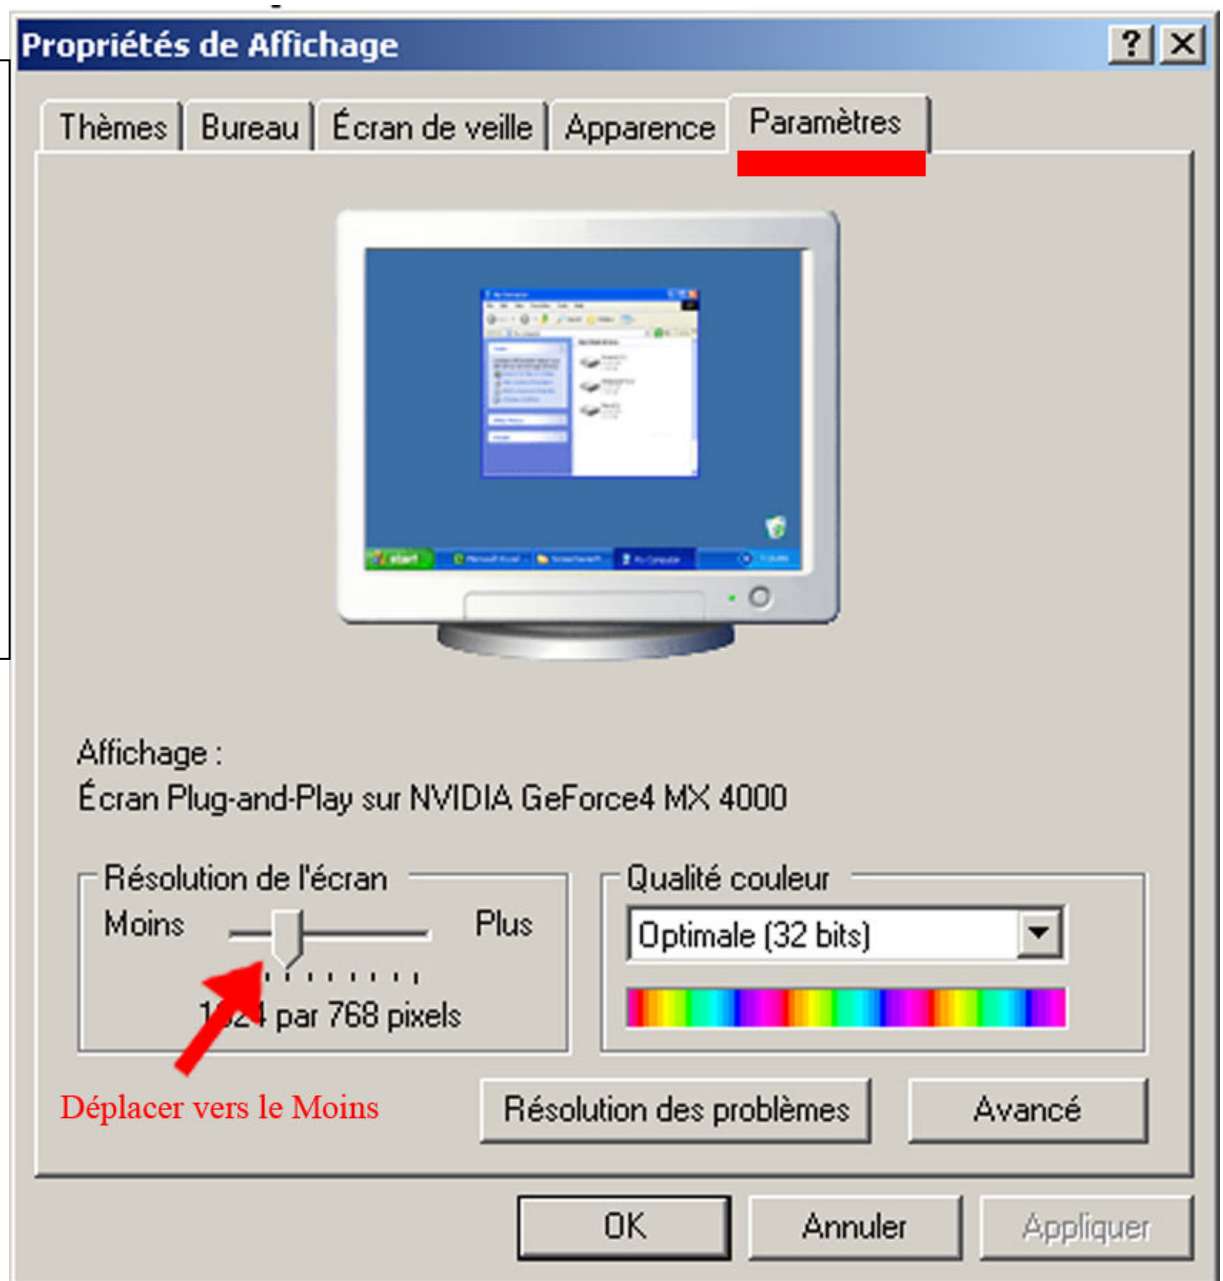 Propriétés de Affichage
Thèmes Bureau Écran de veille Apparence Paramètres
start
Affichage :
Écran Plug-and-Play sur NVIDIA GeForce4 MX 4000
Résolution de l'écran
Moins Plus
1024 par 768 pixels
Qualité couleur
Optimale (32 bits)
Déplacer vers le Moins
Résolution des problèmes Avancé
OK Annuler Appliquer